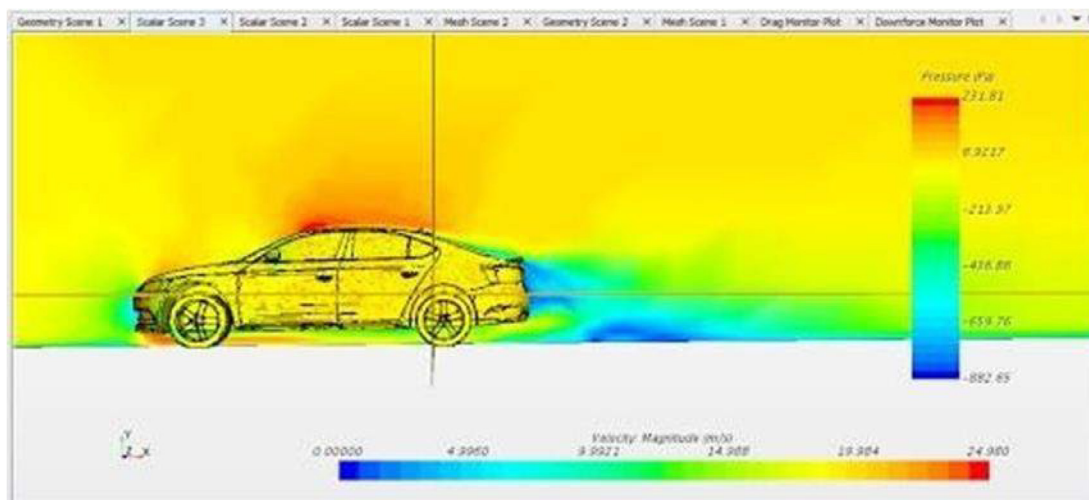 Geometry Scene 1 Scalar Scene 3 Scalar Scene 2 Scalar Scene 1 Mesh Scene 2 Geometry Scene 2 Mesh Scene 1 Drag Monitor Plot Downforce Monitor Plot
Pressure (Pa)
231.81
8.9217
-213.97
-436.86
-659.76
-882.65
Y
Z X
Velocity: Magnitude (m/s)
0.00000 4.9960 9.9921 14.988 19.984 24.980